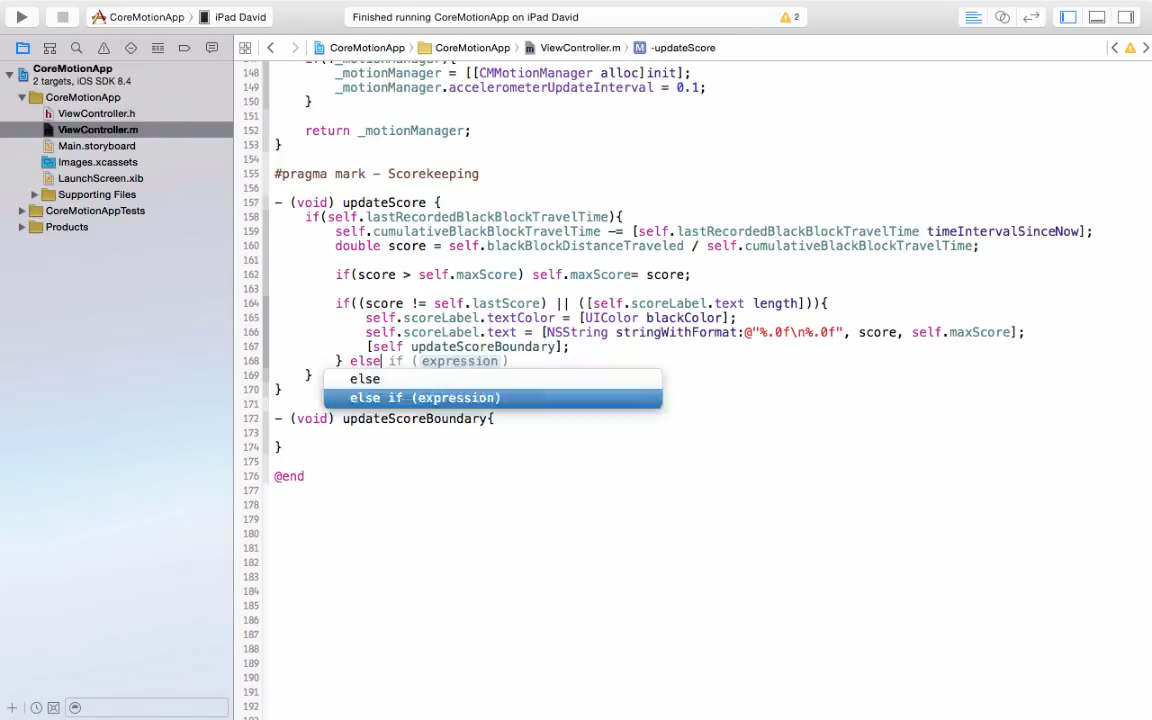 CoreMotionApp iPad David Finished running CoreMotionApp on iPad David 2
CoreMotionApp CoreMotionApp ViewController.m M -updateScore
CoreMotionApp
2 targets, iOS SDK 8.4
CoreMotionApp
h ViewController.h
m ViewController.m
Main.storyboard
Images.xcassets
LaunchScreen.xib
Supporting Files
CoreMotionAppTests
Products
148 _motionManager = [[CMMotionManager alloc]init];
149 _motionManager.accelerometerUpdateInterval = 0.1;
150 }
151
152 return _motionManager;
153 }
154
155 #pragma mark - Scorekeeping
156
157 - (void) updateScore {
158 if(self.lastRecordedBlackBlockTravelTime){
159 self.cumulativeBlackBlockTravelTime -= [self.lastRecordedBlackBlockTravelTime timeIntervalSinceNow];
160 double score = self.blackBlockDistanceTraveled / self.cumulativeBlackBlockTravelTime;
161
162 if(score > self.maxScore) self.maxScore= score;
163
164 if((score != self.lastScore) || ([self.scoreLabel.text length])){
165 self.scoreLabel.textColor = [UIColor blackColor];
166 self.scoreLabel.text = [NSString stringWithFormat:@"%.0f\n%.0f", score, self.maxScore];
167 [self updateScoreBoundary];
168 } else if (expression)
169 }
else
170 }
else if (expression)
171
172 - (void) updateScoreBoundary{
173
174 }
175
176 @end
177
178
179
180
181
182
183
184
185
186
187
188
189
190
191
192